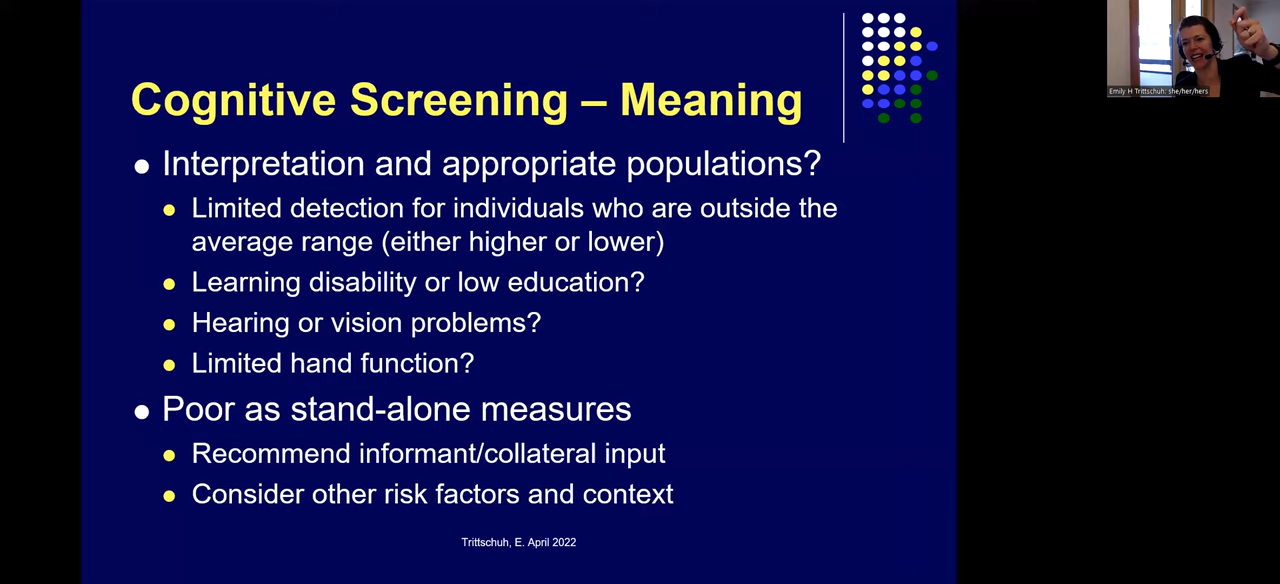 Cognitive Screening – Meaning
Interpretation and appropriate populations?
Limited detection for individuals who are outside the
average range (either higher or lower)
Learning disability or low education?
Hearing or vision problems?
Limited hand function?
Poor as stand-alone measures
Recommend informant/collateral input
Consider other risk factors and context
Trittschuh, E. April 2022
Emily H Trittschuh: she/her/hers